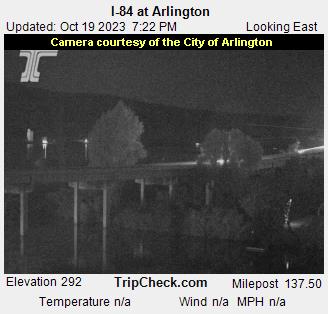 I-84 at Arlington
Updated: Oct 19 2023 7:22 PM Looking East
Camera courtesy of the City of Arlington
Elevation 292 TripCheck.com Milepost 137.50
Temperature n/a Wind n/a MPH n/a